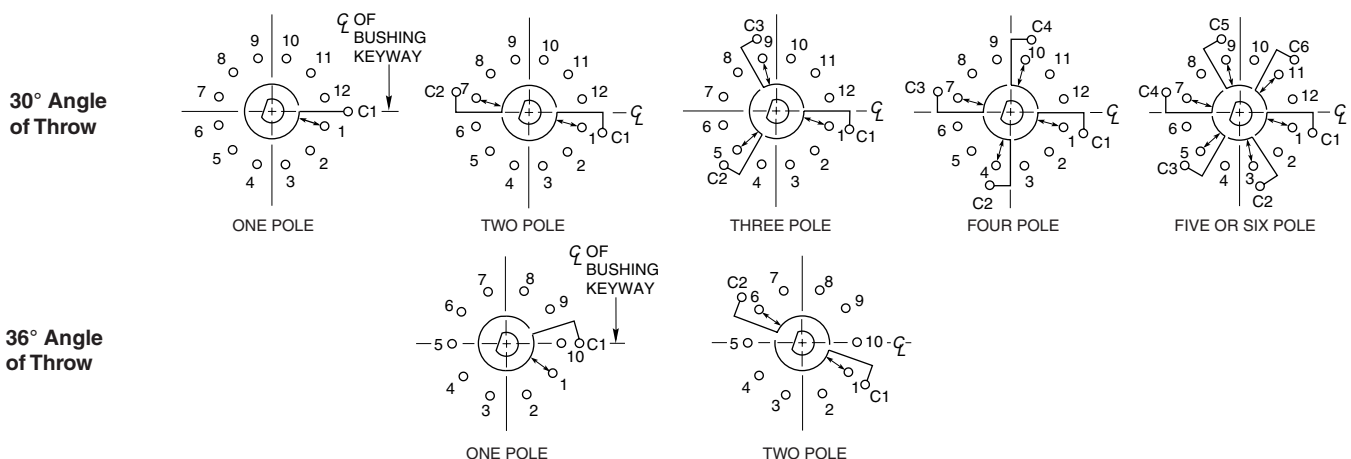 30° Angle
of Throw
℄ OF
BUSHING
KEYWAY
9 10
8 11
7 12
C1
6 1
5 2
4 3
ONE POLE
9 10
8 11
C2 7 12
℄
6 1 C1
5 2
4 3
TWO POLE
C3
9 10
8 11
7 12
℄
6 1 C1
5 2
C2 4 3
THREE POLE
C4
9 10
8 11
C3 7 12
℄
6 1 C1
5 2
4 3
C2
FOUR POLE
C5 C6
9 10
8 11
C4 7 12
℄
6 1 C1
5 2
C3 4 3
C2
FIVE OR SIX POLE
36° Angle
of Throw
℄ OF
BUSHING
KEYWAY
7 8
6 9
5 10 C1
4 1
3 2
ONE POLE
C2 7 8
6 9
5 10 ℄
4 1 C1
3 2
TWO POLE